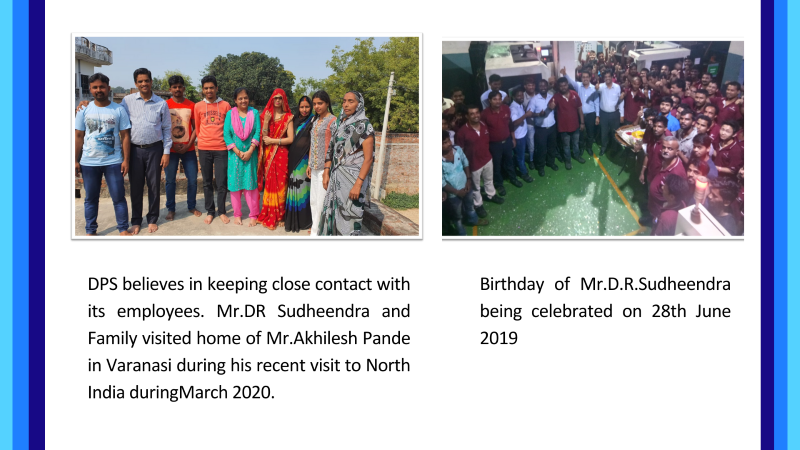 DPS believes in keeping close contact with
its employees. Mr.DR Sudheendra and
Family visited home of Mr.Akhilesh Pande
in Varanasi during his recent visit to North
India duringMarch 2020.
Birthday of Mr.D.R.Sudheendra
being celebrated on 28th June
2019